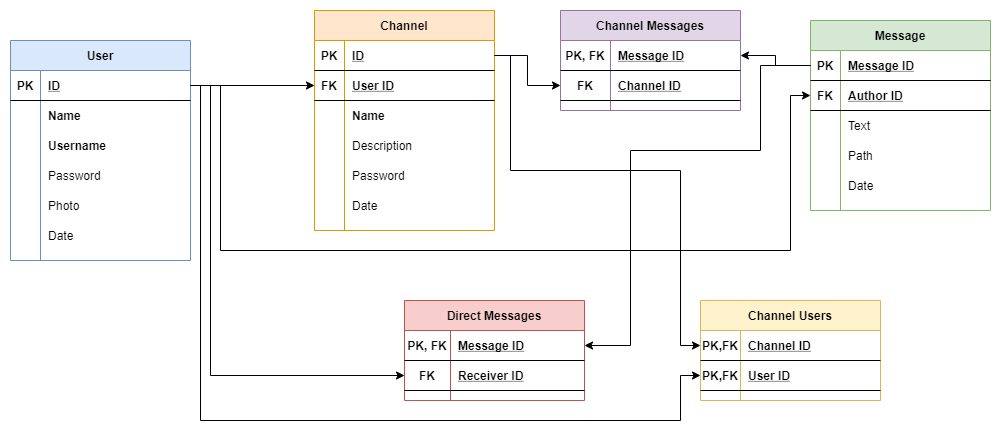 User
PK ID
Name
Username
Password
Photo
Date
Channel
PK ID
FK User ID
Name
Description
Password
Date
Channel Messages
PK, FK Message ID
FK Channel ID
Message
PK Message ID
FK Author ID
Text
Path
Date
Direct Messages
PK, FK Message ID
FK Receiver ID
Channel Users
PK,FK Channel ID
PK,FK User ID